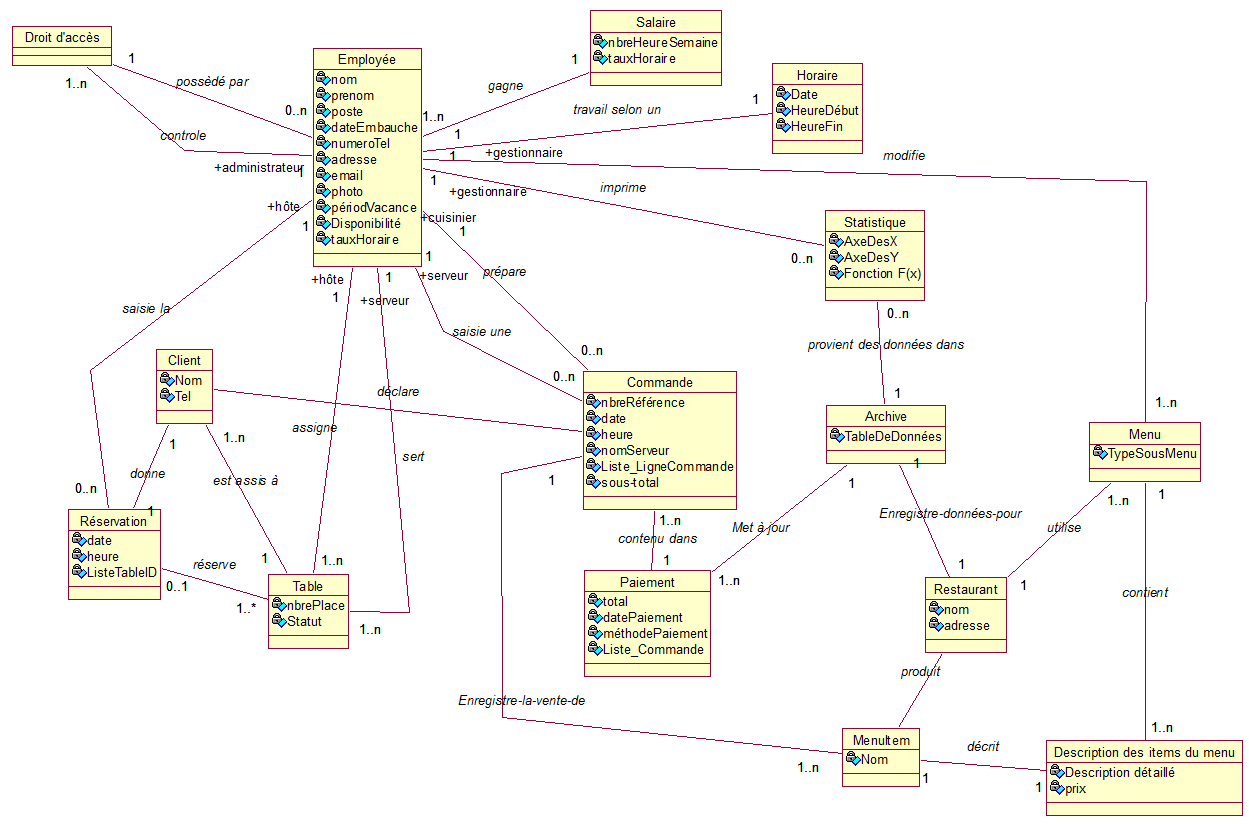 Salaire
nbreHeureSemaine
tauxHoraire
Droit d'accès
1
1..n
possèdé par
0..n
controle
+administrateur
1
Employée
nom
prenom
poste
dateEmbauche
numeroTel
adresse
email
photo
périodVacance
Disponibilité
tauxHoraire
1
gagne
1..n
Horaire
Date
HeureDébut
HeureFin
1
travail selon un
1
1
+gestionnaire
modifie
1
+gestionnaire
imprime
0..n
Statistique
AxeDesX
AxeDesY
Fonction F(x)
0..n
provient des données dans
1
+hôte
1
saisie la
0..n
+cuisinier
1
prépare
0..n
1
+serveur
saisie une
0..n
+hôte
1
assigne
1..n
1
+serveur
sert
1..n
Client
Nom
Tel
déclare
1
donne
1
1..n
est assis à
1
Commande
nbreRéférence
date
heure
nomServeur
Liste_LigneCommande
sous-total
Archive
TableDeDonnées
1
1..n
Menu
TypeSousMenu
Réservation
date
heure
ListeTableID
réserve
0..1
1..*
Table
nbrePlace
Statut
1
1..n
contenu dans
1
1
Met à jour
1..n
Enregistre-données-pour
1
1..n
utilise
1
1
contient
1..n
Paiement
total
datePaiement
méthodePaiement
Liste_Commande
Restaurant
nom
adresse
produit
Enregistre-la-vente-de
1..n
MenuItem
Nom
1
décrit
1
Description des items du menu
Description détaillé
prix